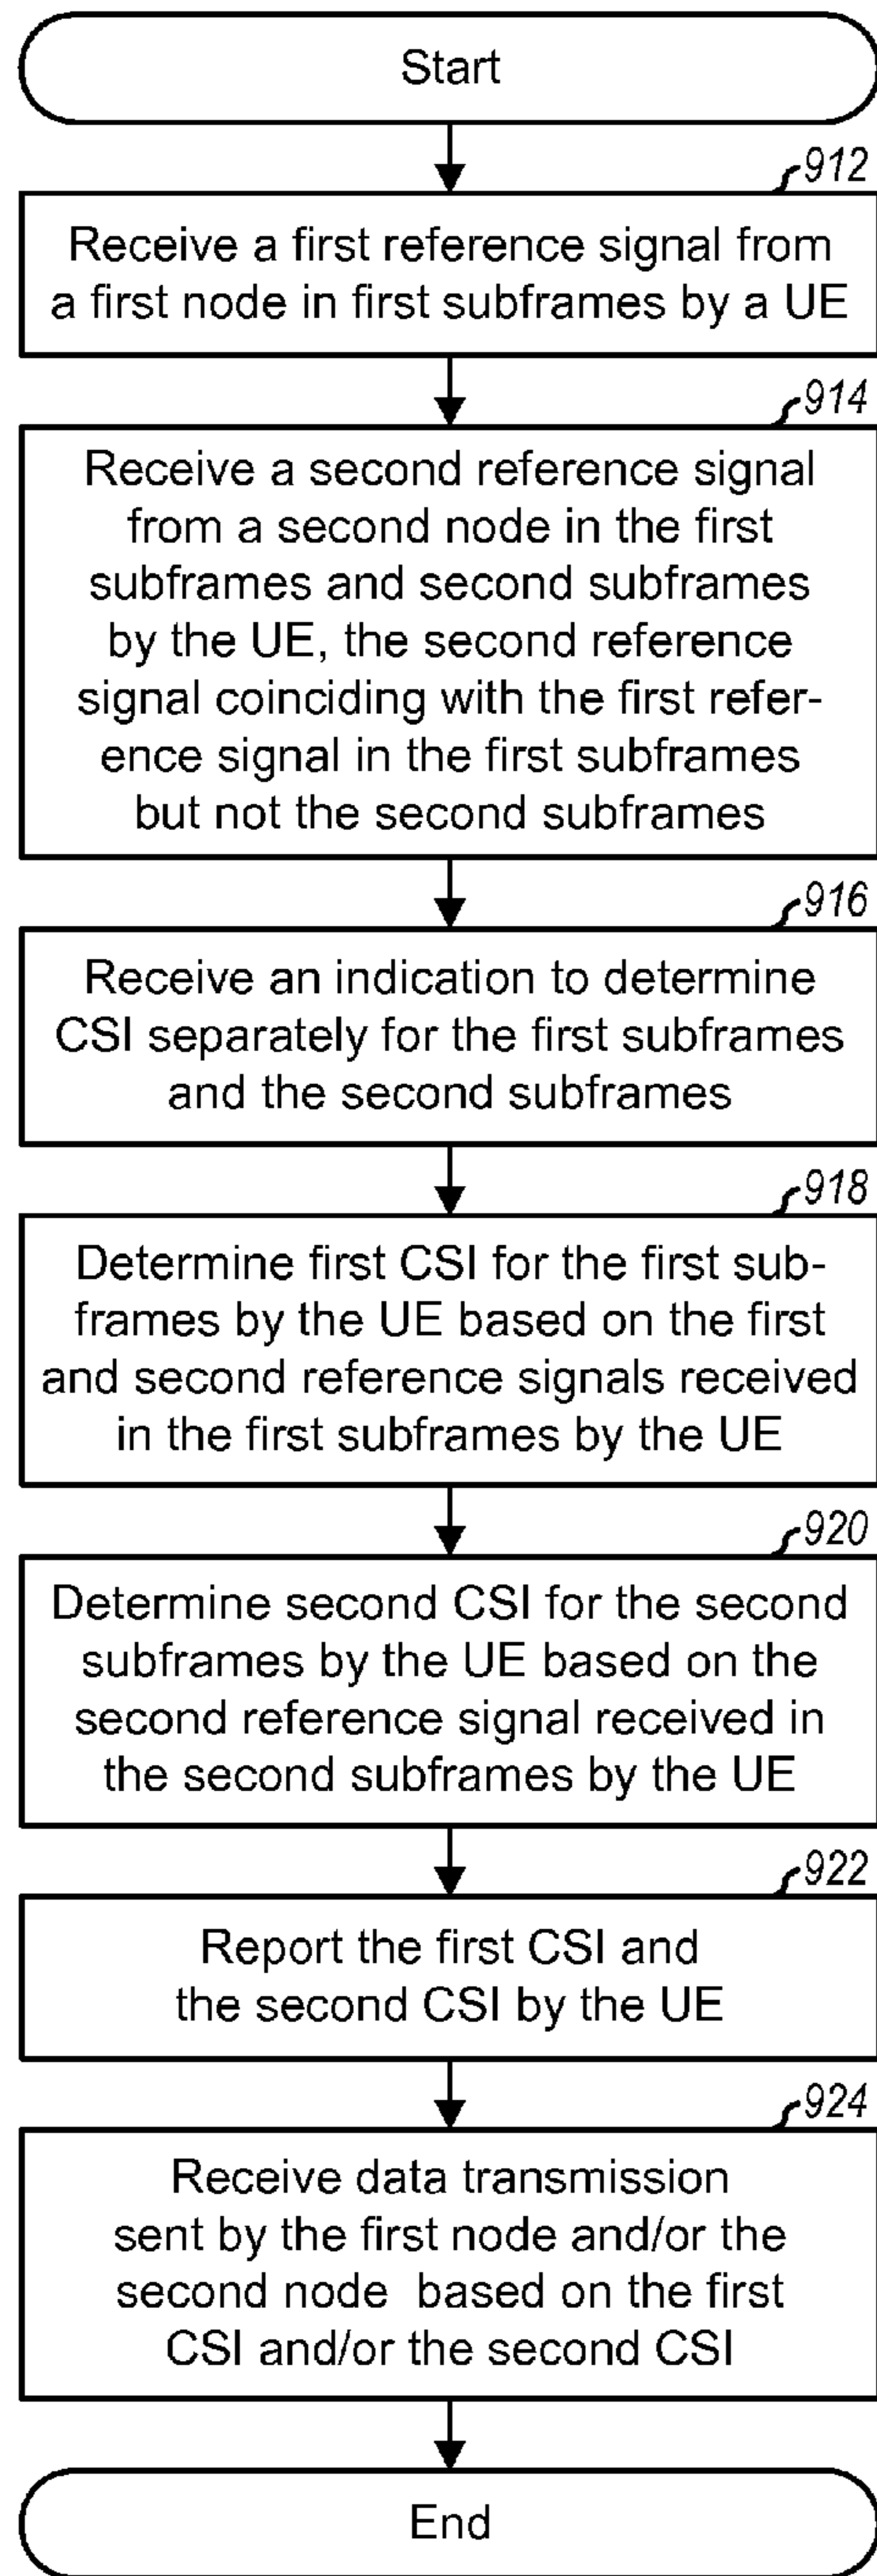 Start
912
Receive a first reference signal from
a first node in first subframes by a UE
914
Receive a second reference signal
from a second node in the first
subframes and second subframes
by the UE, the second reference
signal coinciding with the first refer-
ence signal in the first subframes
but not the second subframes
916
Receive an indication to determine
CSI separately for the first subframes
and the second subframes
918
Determine first CSI for the first sub-
frames by the UE based on the first
and second reference signals received
in the first subframes by the UE
920
Determine second CSI for the second
subframes by the UE based on the
second reference signal received in
the second subframes by the UE
922
Report the first CSI and
the second CSI by the UE
924
Receive data transmission
sent by the first node and/or the
second node based on the first
CSI and/or the second CSI
End